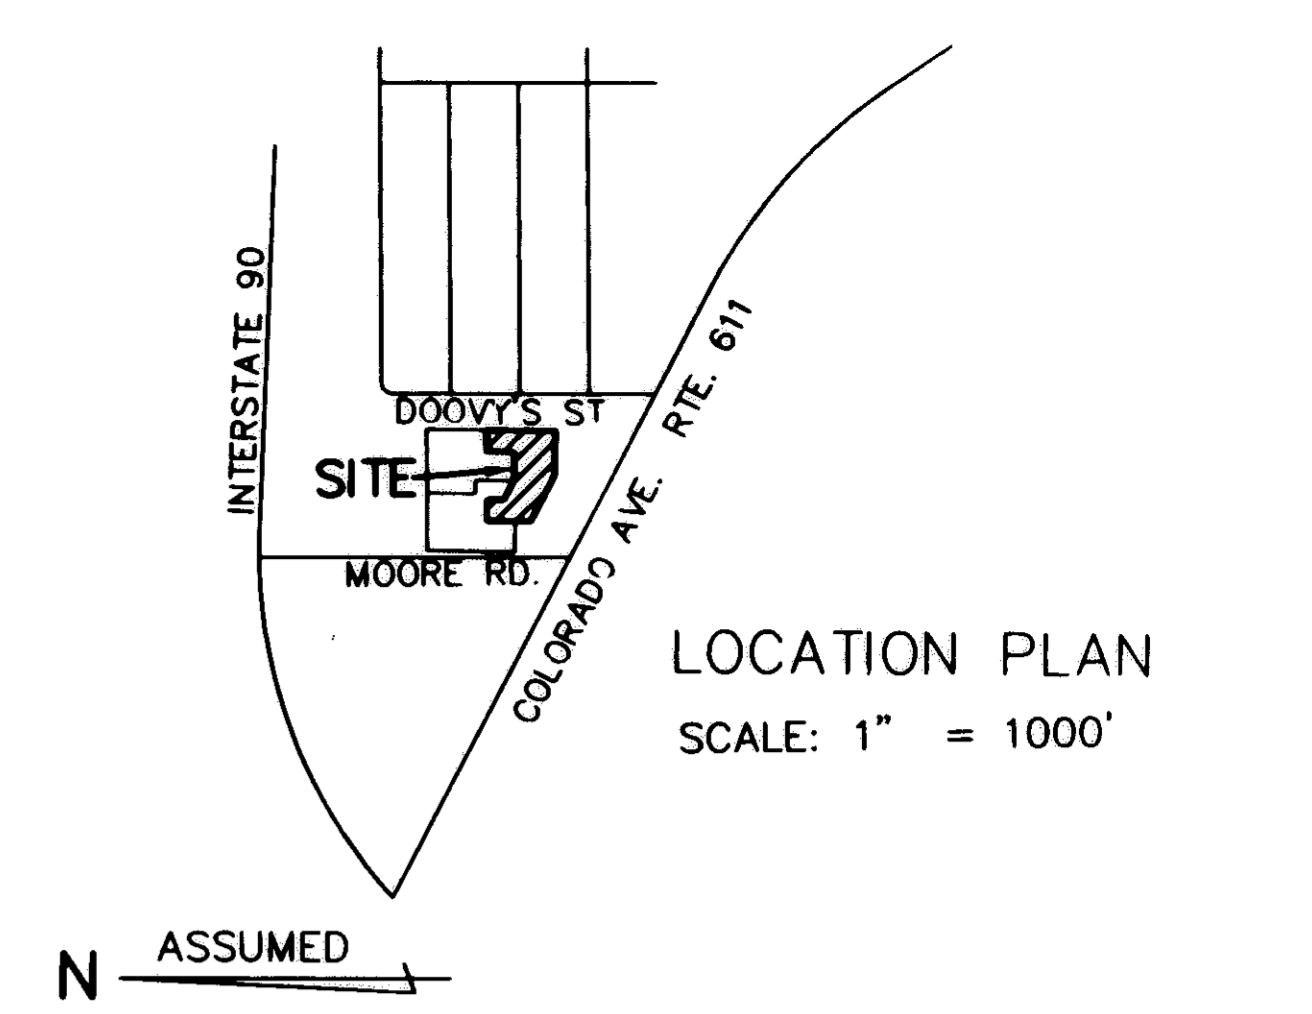 INTERSTATE 90
DOOVY'S ST
SITE
MOORE RD.
COLORADO AVE. RTE. 611
LOCATION PLAN
SCALE: 1" = 1000'
ASSUMED
N